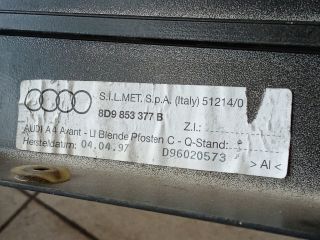 S.I.L.MET. S.p.A. (Italy) 51214/0
8D9 853 377 B
Z.I.:
AUDI A4 Avant - LI Blende Pfosten C - Q-Stand:
Herstelldatum: 04.04.97 D96020573
> Al <